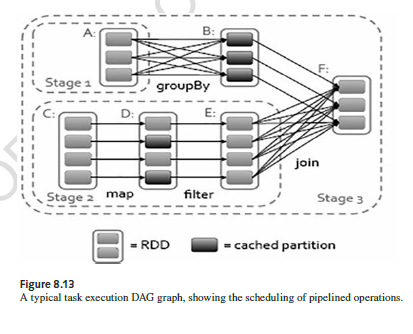 A:
B:
F:
Stage 1
groupBy
C:
D:
E:
join
Stage 2
map
filter
Stage 3
= RDD
= cached partition
Figure 8.13
A typical task execution DAG graph, showing the scheduling of pipelined operations.